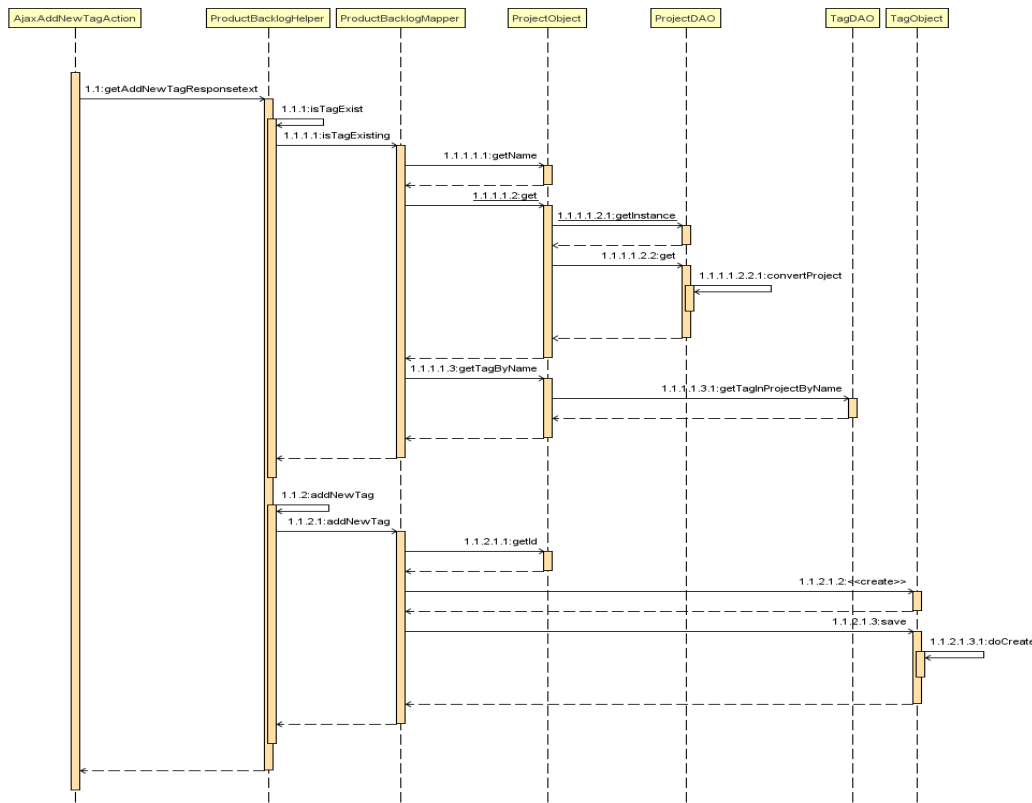 AjaxAddNewTagAction
ProductBacklogHelper
ProductBacklogMapper
ProjectObject
ProjectDAO
TagDAO
TagObject
1.1:getAddNewTagResponsetext
1.1.1:isTagExist
1.1.1.1:isTagExisting
1.1.1.1.1:getName
1.1.1.1.2:get
1.1.1.1.2.1:getInstance
1.1.1.1.2.2:get
1.1.1.1.2.2.1:convertProject
1.1.1.1.3:getTagByName
1.1.1.1.3.1:getTagInProjectByName
1.1.2:addNewTag
1.1.2.1:addNewTag
1.1.2.1.1:getId
1.1.2.1.2:<<create>>
1.1.2.1.3:save
1.1.2.1.3.1:doCreate